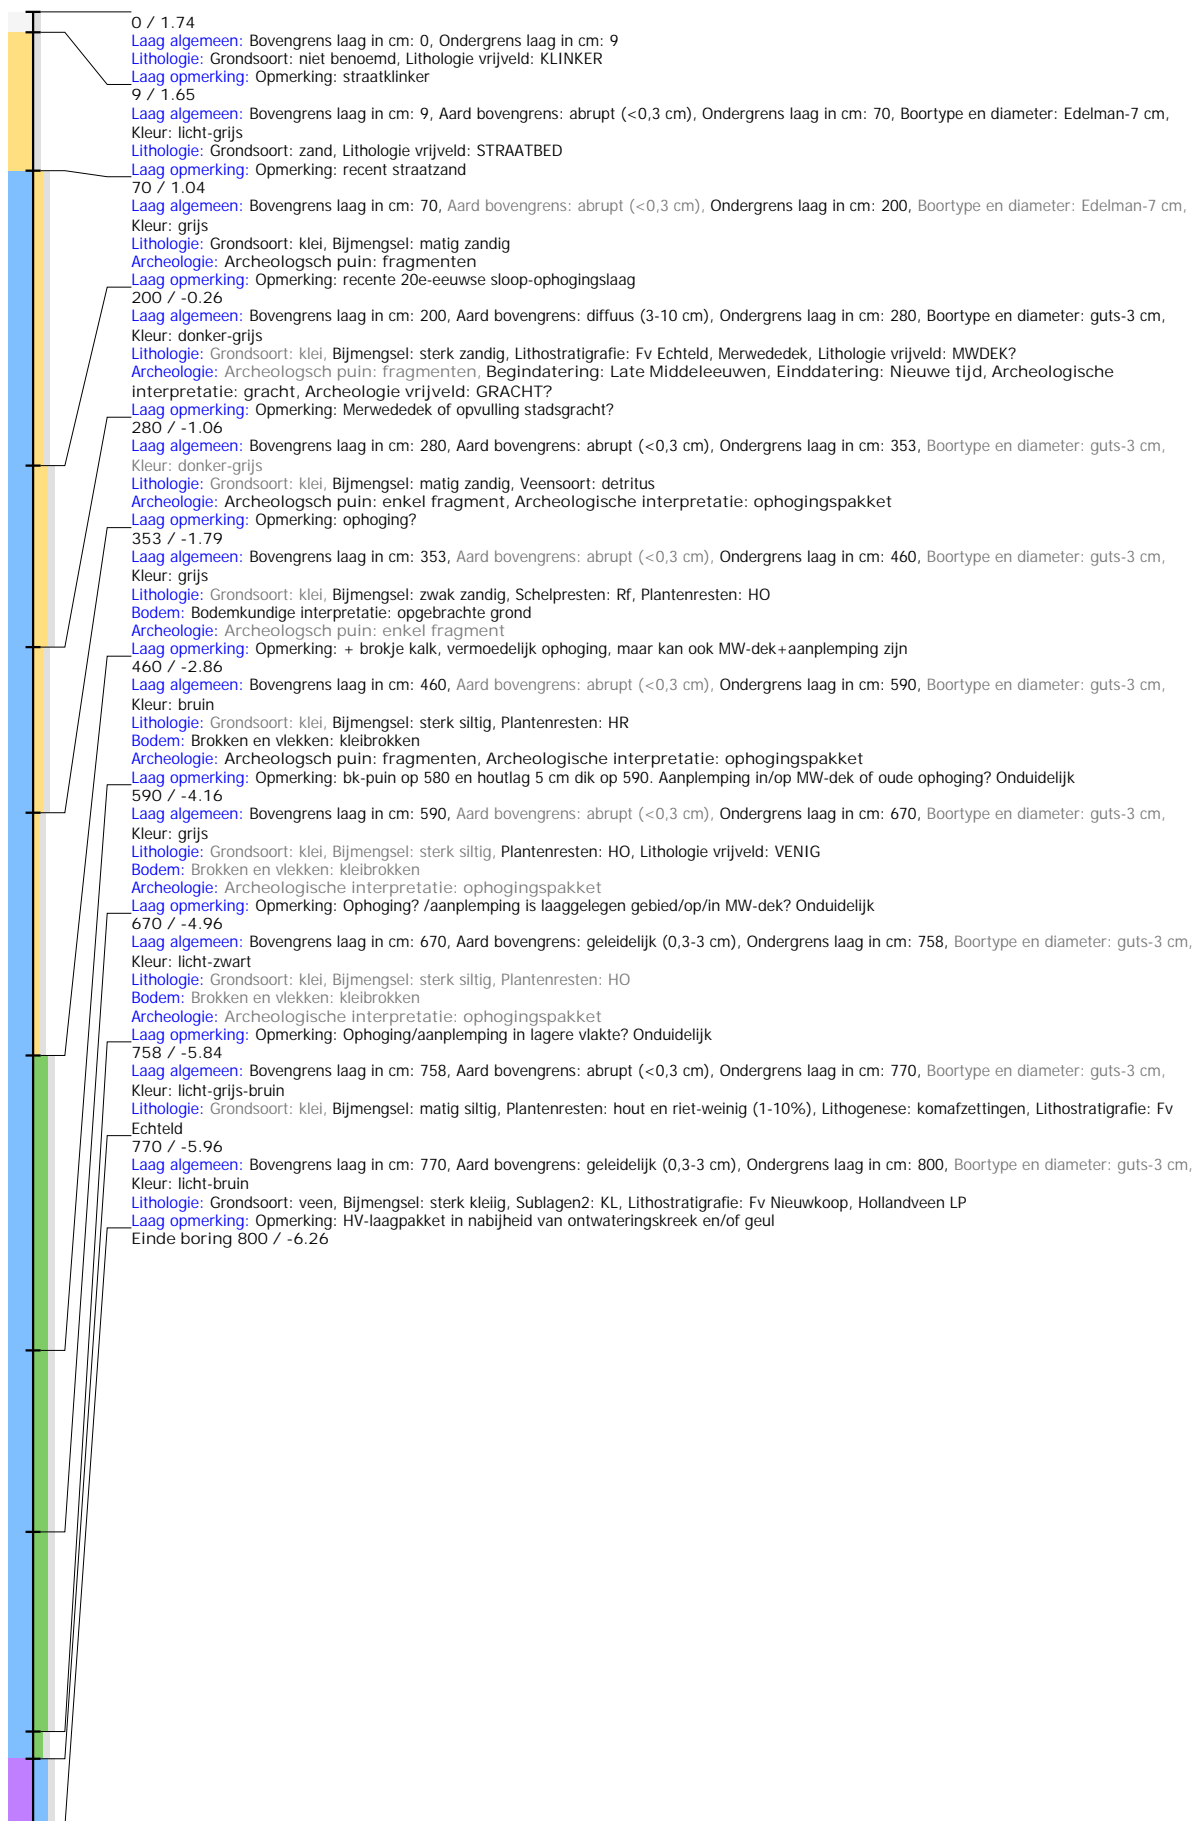 0 / 1.74
Laag algemeen: Bovengrens laag in cm: 0, Ondergrens laag in cm: 9
Lithologie: Grondsoort: niet benoemd, Lithologie vrijveld: KLINKER
Laag opmerking: Opmerking: straatklinker
9 / 1.65
Laag algemeen: Bovengrens laag in cm: 9, Aard bovengrens: abrupt (<0,3 cm), Ondergrens laag in cm: 70, Boortype en diameter: Edelman-7 cm,
Kleur: licht-grijs
Lithologie: Grondsoort: zand, Lithologie vrijveld: STRAATBED
Laag opmerking: Opmerking: recent straatzand
70 / 1.04
Laag algemeen: Bovengrens laag in cm: 70, Aard bovengrens: abrupt (<0,3 cm), Ondergrens laag in cm: 200, Boortype en diameter: Edelman-7 cm,
Kleur: grijs
Lithologie: Grondsoort: klei, Bijmengsel: matig zandig
Archeologie: Archeologsch puin: fragmenten
Laag opmerking: Opmerking: recente 20e-eeuwse sloop-ophogingslaag
200 / -0.26
Laag algemeen: Bovengrens laag in cm: 200, Aard bovengrens: diffuus (3-10 cm), Ondergrens laag in cm: 280, Boortype en diameter: guts-3 cm,
Kleur: donker-grijs
Lithologie: Grondsoort: klei, Bijmengsel: sterk zandig, Lithostratigrafie: Fv Echteld, Merwededek, Lithologie vrijveld: MWDEK?
Archeologie: Archeologsch puin: fragmenten, Begindatering: Late Middeleeuwen, Einddatering: Nieuwe tijd, Archeologische
interpretatie: gracht, Archeologie vrijveld: GRACHT?
Laag opmerking: Opmerking: Merwededek of opvulling stadsgracht?
280 / -1.06
Laag algemeen: Bovengrens laag in cm: 280, Aard bovengrens: abrupt (<0,3 cm), Ondergrens laag in cm: 353, Boortype en diameter: guts-3 cm,
Kleur: donker-grijs
Lithologie: Grondsoort: klei, Bijmengsel: matig zandig, Veensoort: detritus
Archeologie: Archeologsch puin: enkel fragment, Archeologische interpretatie: ophogingspakket
Laag opmerking: Opmerking: ophoging?
353 / -1.79
Laag algemeen: Bovengrens laag in cm: 353, Aard bovengrens: abrupt (<0,3 cm), Ondergrens laag in cm: 460, Boortype en diameter: guts-3 cm,
Kleur: grijs
Lithologie: Grondsoort: klei, Bijmengsel: zwak zandig, Schelpresten: Rf, Plantenresten: HO
Bodem: Bodemkundige interpretatie: opgebrachte grond
Archeologie: Archeologsch puin: enkel fragment
Laag opmerking: Opmerking: + brokje kalk, vermoedelijk ophoging, maar kan ook MW-dek+aanplemping zijn
460 / -2.86
Laag algemeen: Bovengrens laag in cm: 460, Aard bovengrens: abrupt (<0,3 cm), Ondergrens laag in cm: 590, Boortype en diameter: guts-3 cm,
Kleur: bruin
Lithologie: Grondsoort: klei, Bijmengsel: sterk siltig, Plantenresten: HR
Bodem: Brokken en vlekken: kleibrokken
Archeologie: Archeologsch puin: fragmenten, Archeologische interpretatie: ophogingspakket
Laag opmerking: Opmerking: bk-puin op 580 en houtlag 5 cm dik op 590. Aanplemping in/op MW-dek of oude ophoging? Onduidelijk
590 / -4.16
Laag algemeen: Bovengrens laag in cm: 590, Aard bovengrens: abrupt (<0,3 cm), Ondergrens laag in cm: 670, Boortype en diameter: guts-3 cm,
Kleur: grijs
Lithologie: Grondsoort: klei, Bijmengsel: sterk siltig, Plantenresten: HO, Lithologie vrijveld: VENIG
Bodem: Brokken en vlekken: kleibrokken
Archeologie: Archeologische interpretatie: ophogingspakket
Laag opmerking: Opmerking: Ophoging? /aanplemping is laaggelegen gebied/op/in MW-dek? Onduidelijk
670 / -4.96
Laag algemeen: Bovengrens laag in cm: 670, Aard bovengrens: geleidelijk (0,3-3 cm), Ondergrens laag in cm: 758, Boortype en diameter: guts-3 cm,
Kleur: licht-zwart
Lithologie: Grondsoort: klei, Bijmengsel: sterk siltig, Plantenresten: HO
Bodem: Brokken en vlekken: kleibrokken
Archeologie: Archeologische interpretatie: ophogingspakket
Laag opmerking: Opmerking: Ophoging/aanplemping in lagere vlakte? Onduidelijk
758 / -5.84
Laag algemeen: Bovengrens laag in cm: 758, Aard bovengrens: abrupt (<0,3 cm), Ondergrens laag in cm: 770, Boortype en diameter: guts-3 cm,
Kleur: licht-grijs-bruin
Lithologie: Grondsoort: klei, Bijmengsel: matig siltig, Plantenresten: hout en riet-weinig (1-10%), Lithogenese: komafzettingen, Lithostratigrafie: Fv
Echteld
770 / -5.96
Laag algemeen: Bovengrens laag in cm: 770, Aard bovengrens: geleidelijk (0,3-3 cm), Ondergrens laag in cm: 800, Boortype en diameter: guts-3 cm,
Kleur: licht-bruin
Lithologie: Grondsoort: veen, Bijmengsel: sterk kleiig, Sublagen2: KL, Lithostratigrafie: Fv Nieuwkoop, Hollandveen LP
Laag opmerking: Opmerking: HV-laagpakket in nabijheid van ontwateringskreek en/of geul
Einde boring 800 / -6.26